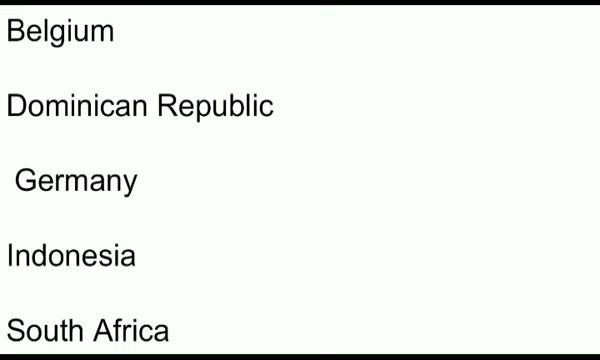 Belgium
Dominican Republic
Germany
Indonesia
South Africa